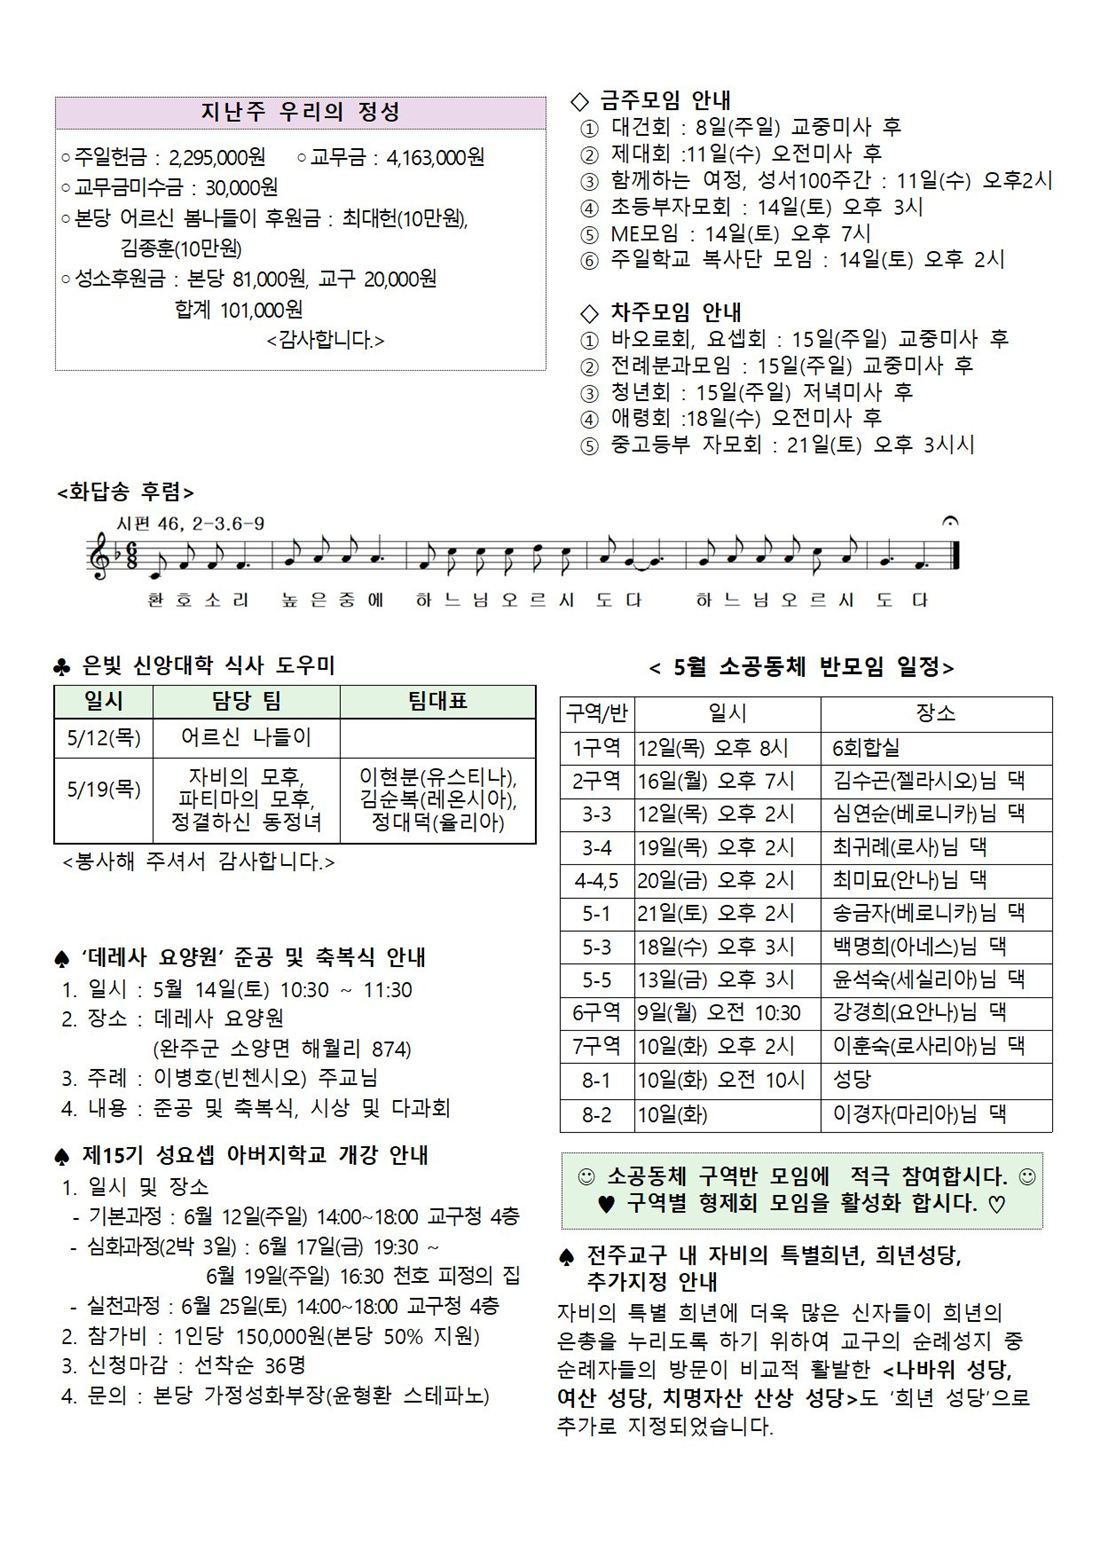 지난주 우리의 정성
○주일헌금 : 2,295,000원 ○교무금 : 4,163,000원
○교무금미수금 : 30,000원
○본당 어르신 봄나들이 후원금 : 최대헌(10만원),
김종훈(10만원)
○성소후원금 : 본당 81,000원, 교구 20,000원
합계 101,000원
<감사합니다.>
◇ 금주모임 안내
① 대건회 : 8일(주일) 교중미사 후
② 제대회 :11일(수) 오전미사 후
③ 함께하는 여정, 성서100주간 : 11일(수) 오후2시
④ 초등부자모회 : 14일(토) 오후 3시
⑤ ME모임 : 14일(토) 오후 7시
⑥ 주일학교 복사단 모임 : 14일(토) 오후 2시
◇ 차주모임 안내
① 바오로회, 요셉회 : 15일(주일) 교중미사 후
② 전례분과모임 : 15일(주일) 교중미사 후
③ 청년회 : 15일(주일) 저녁미사 후
④ 애령회 :18일(수) 오전미사 후
⑤ 중고등부 자모회 : 21일(토) 오후 3시시
<화답송 후렴>
시편 46, 2-3.6-9
6
8
환 호 소 리 높 은 중 에 하 느 님 오 르 시 도 다 하 느 님 오 르 시 도 다
♣ 은빛 신앙대학 식사 도우미
일시 담당 팀 팀대표
5/12(목) 어르신 나들이
5/19(목) 자비의 모후, 파티마의 모후, 정결하신 동정녀 이현분(유스티나), 김순복(레온시아), 정대덕(율리아)
<봉사해 주셔서 감사합니다.>
♠ ‘데레사 요양원’ 준공 및 축복식 안내
1. 일시 : 5월 14일(토) 10:30 ~ 11:30
2. 장소 : 데레사 요양원
(완주군 소양면 해월리 874)
3. 주례 : 이병호(빈첸시오) 주교님
4. 내용 : 준공 및 축복식, 시상 및 다과회
♠ 제15기 성요셉 아버지학교 개강 안내
1. 일시 및 장소
- 기본과정 : 6월 12일(주일) 14:00~18:00 교구청 4층
- 심화과정(2박 3일) : 6월 17일(금) 19:30 ~
6월 19일(주일) 16:30 천호 피정의 집
- 실천과정 : 6월 25일(토) 14:00~18:00 교구청 4층
2. 참가비 : 1인당 150,000원(본당 50% 지원)
3. 신청마감 : 선착순 36명
4. 문의 : 본당 가정성화부장(윤형환 스테파노)
< 5월 소공동체 반모임 일정>
구역/반 일시 장소
1구역 12일(목) 오후 8시 6회합실
2구역 16일(월) 오후 7시 김수곤(젤라시오)님 댁
3-3 12일(목) 오후 2시 심연순(베로니카)님 댁
3-4 19일(목) 오후 2시 최귀례(로사)님 댁
4-4,5 20일(금) 오후 2시 최미묘(안나)님 댁
5-1 21일(토) 오후 2시 송금자(베로니카)님 댁
5-3 18일(수) 오후 3시 백명희(아네스)님 댁
5-5 13일(금) 오후 3시 윤석숙(세실리아)님 댁
6구역 9일(월) 오전 10:30 강경희(요안나)님 댁
7구역 10일(화) 오후 2시 이훈숙(로사리아)님 댁
8-1 10일(화) 오전 10시 성당
8-2 10일(화) 이경자(마리아)님 댁
☺ 소공동체 구역반 모임에 적극 참여합시다. ☺
♥ 구역별 형제회 모임을 활성화 합시다. ♡
♠ 전주교구 내 자비의 특별희년, 희년성당,
추가지정 안내
자비의 특별 희년에 더욱 많은 신자들이 희년의
은총을 누리도록 하기 위하여 교구의 순례성지 중
순례자들의 방문이 비교적 활발한 <나바위 성당,
여산 성당, 치명자산 산상 성당>도 ‘희년 성당’으로
추가로 지정되었습니다.